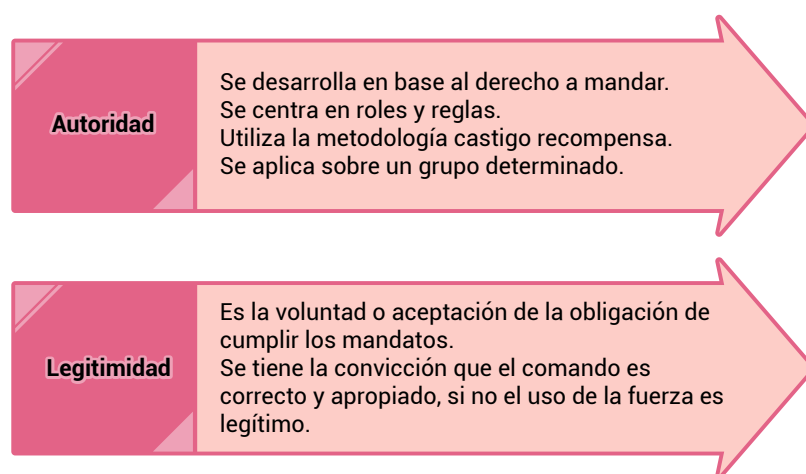 Autoridad
Se desarrolla en base al derecho a mandar.
Se centra en roles y reglas.
Utiliza la metodología castigo recompensa.
Se aplica sobre un grupo determinado.
Legitimidad
Es la voluntad o aceptación de la obligación de
cumplir los mandatos.
Se tiene la convicción que el comando es
correcto y apropiado, si no el uso de la fuerza es
legítimo.